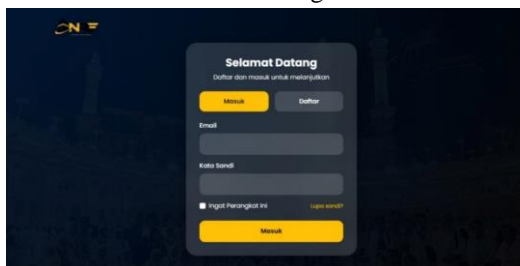 Selamat Datang
Daftar dan masuk untuk melanjutkan
Masuk Daftar
Email
Kata Sandi
Ingat Perangkat Ini Lupa sandi?
Masuk